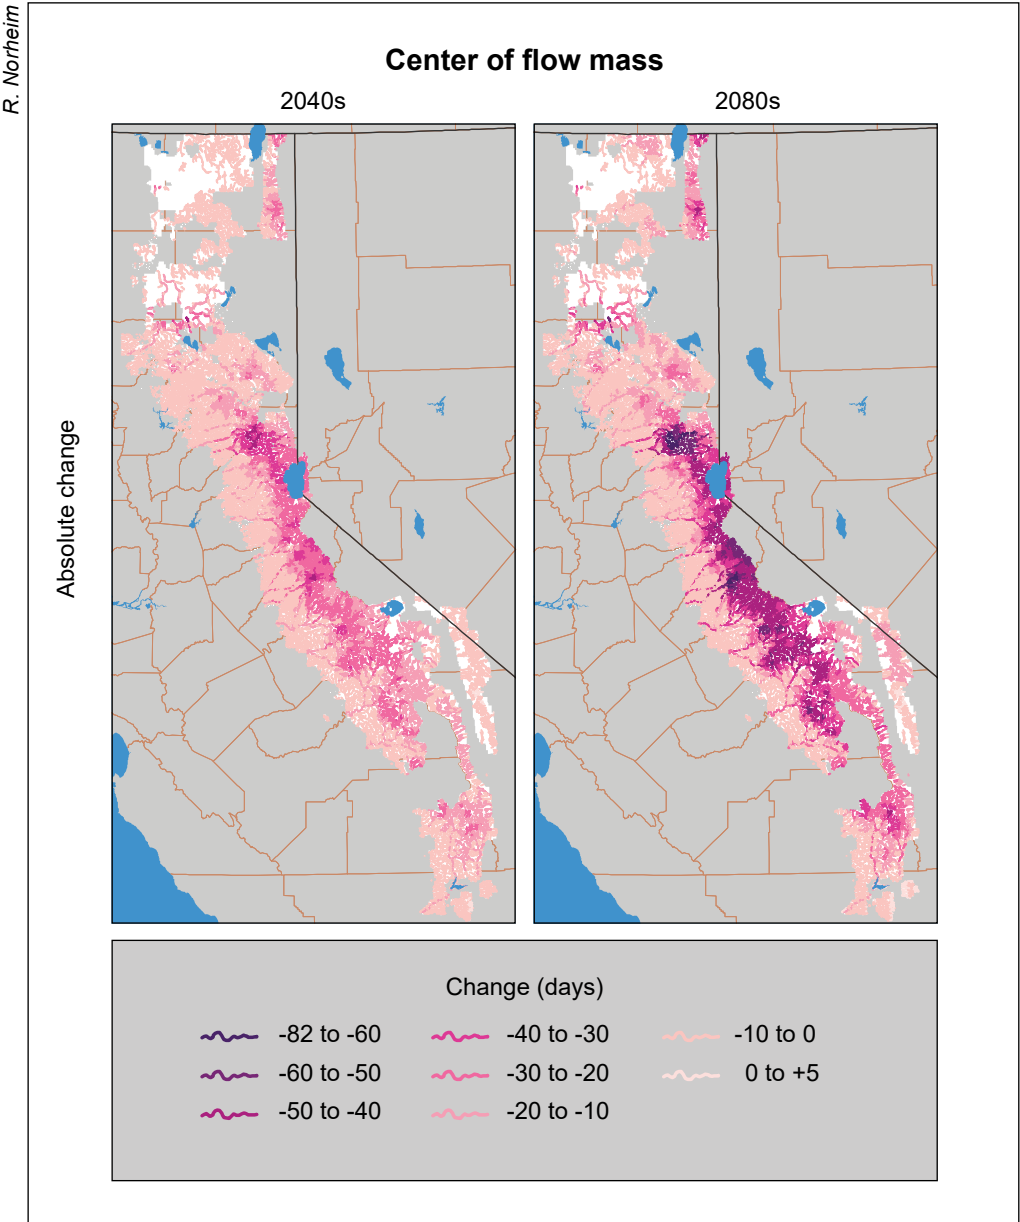 R. Norheim
Center of flow mass
2040s
2080s
Absolute change
Change (days)
-82 to -60
-40 to -30
-10 to 0
-60 to -50
-30 to -20
0 to +5
-50 to -40
-20 to -10